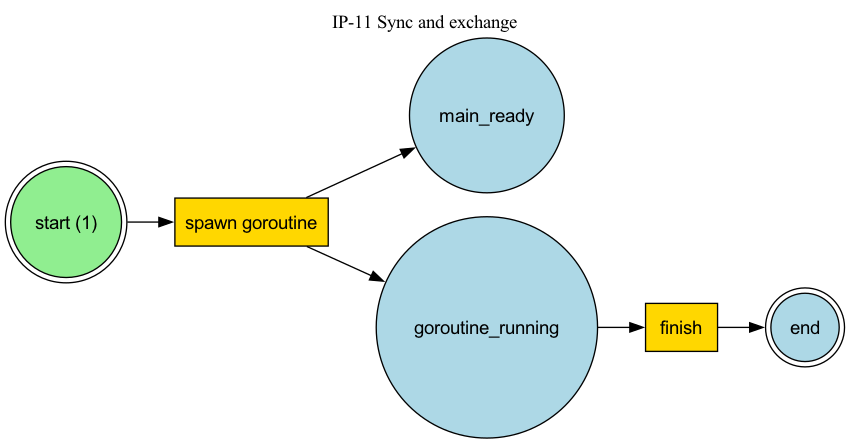 IP-11 Sync and exchange
main_ready
start (1)
spawn goroutine
goroutine_running
finish
end